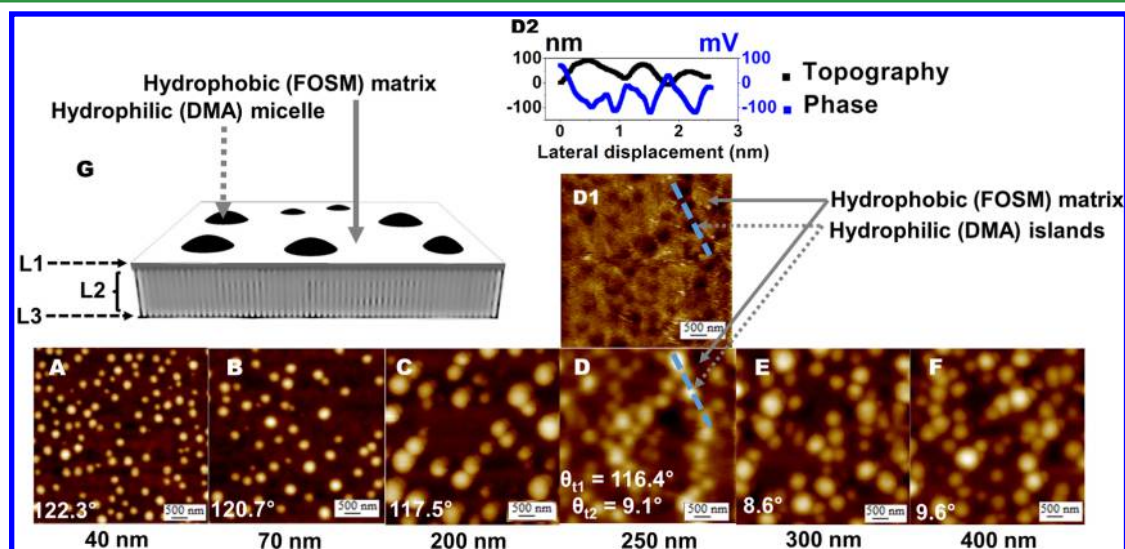 D2
nm
mV
100
0
-100
100
0
-100
0
1
2
3
Lateral displacement (nm)
Topography
Phase
Hydrophobic (FOSM) matrix
Hydrophilic (DMA) micelle
G
L1
L2
L3
D1
500 nm
Hydrophobic (FOSM) matrix
Hydrophilic (DMA) islands
A
122.3°
500 nm
40 nm
B
120.7°
500 nm
70 nm
C
117.5°
500 nm
200 nm
D
θt1 = 116.4°
θt2 = 9.1°
500 nm
250 nm
E
8.6°
500 nm
300 nm
F
9.6°
500 nm
400 nm